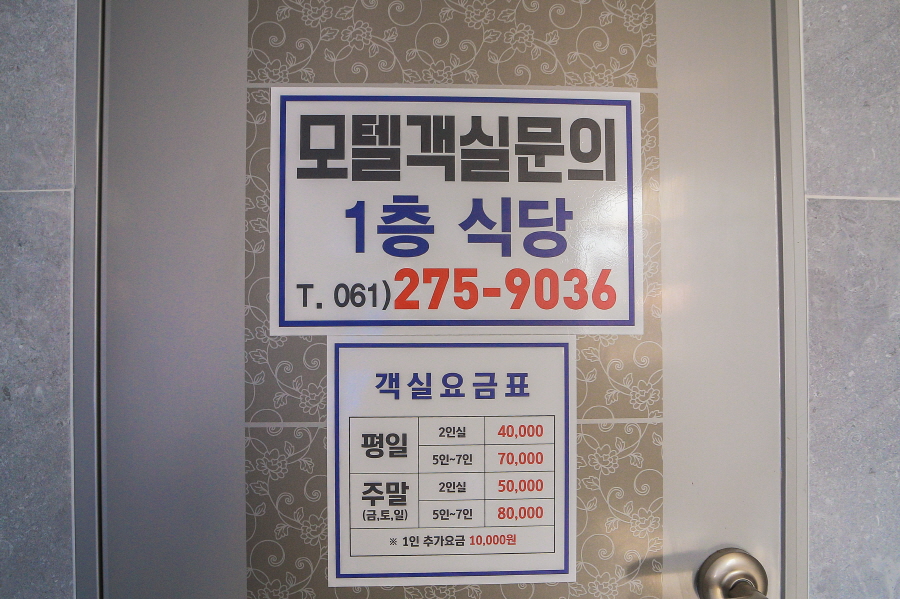 모텔객실문의
1층 식당
T. 061)275-9036
객실요금표
평일 2인실 40,000
5인~7인 70,000
주말 2인실 50,000
(금,토,일) 5인~7인 80,000
※ 1인 추가요금 10,000원